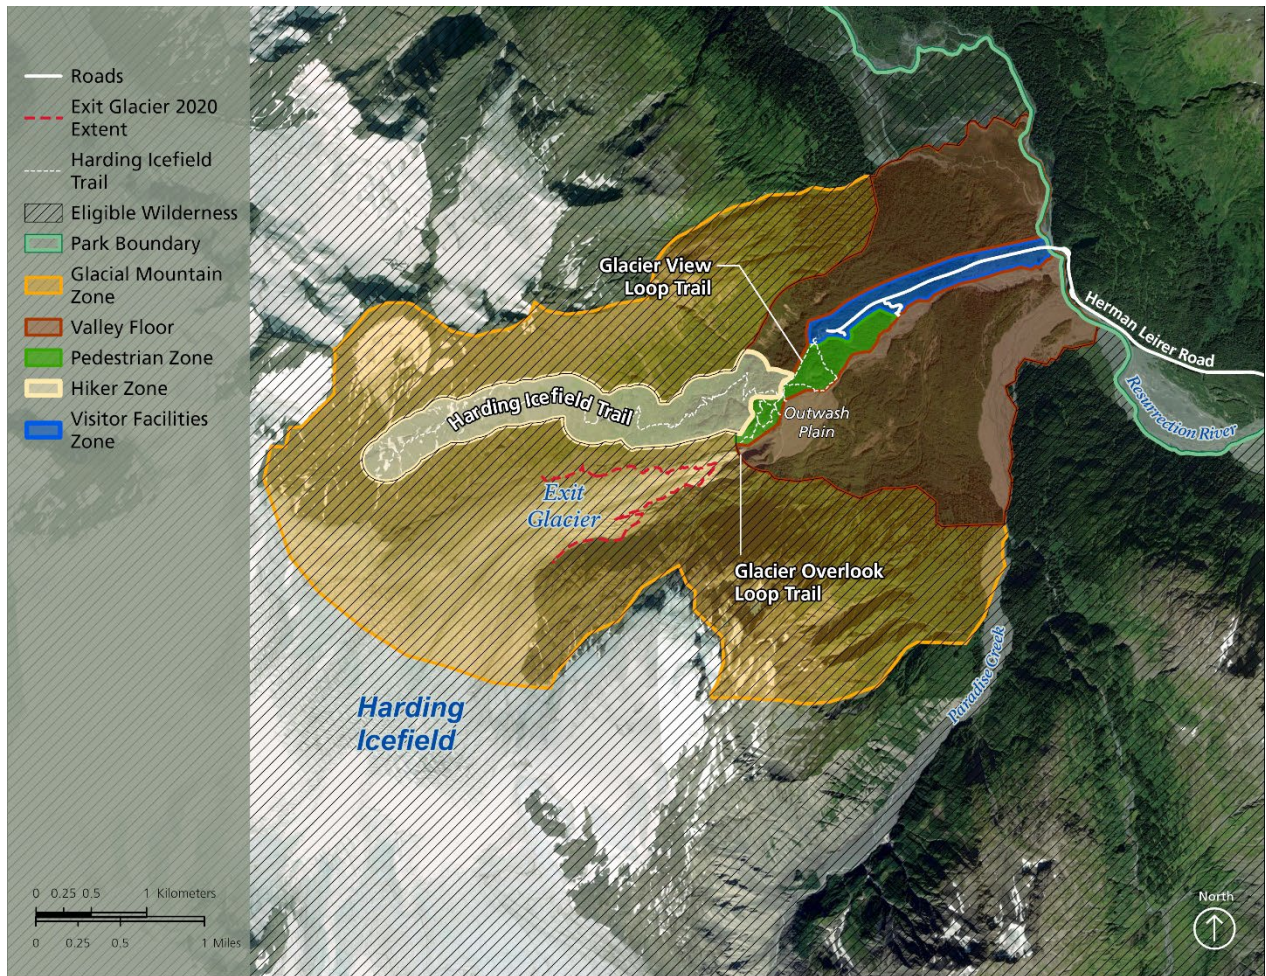 Roads
Exit Glacier 2020
Extent
Harding Icefield
Trail
Eligible Wilderness
Park Boundary
Glacial Mountain
Zone
Valley Floor
Pedestrian Zone
Hiker Zone
Visitor Facilities
Zone
Glacier View
Loop Trail
Herman Leirer Road
Resurrection River
Harding Icefield Trail
Outwash
Plain
Exit
Glacier
Glacier Overlook
Loop Trail
Paradise Creek
Harding
Icefield
0 0.25 0.5 1 Kilometers
0 0.25 0.5 1 Miles
North